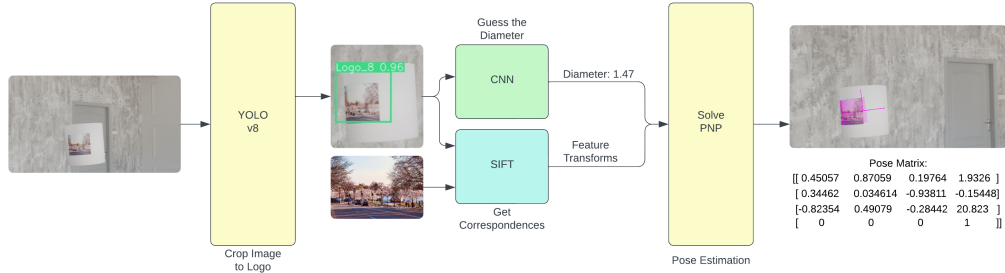 YOLO
v8
Crop Image
to Logo
Logo_8 0.96
Guess the
Diameter
CNN
Diameter: 1.47
SIFT
Feature
Transforms
Get
Correspondences
Solve
PNP
Pose Estimation
Pose Matrix:
[[ 0.45057 0.87059 0.19764 1.9326 ]
[ 0.34462 0.034614 -0.93811 -0.15448]
[-0.82354 0.49079 -0.28442 20.823 ]
[ 0 0 0 1 ]]